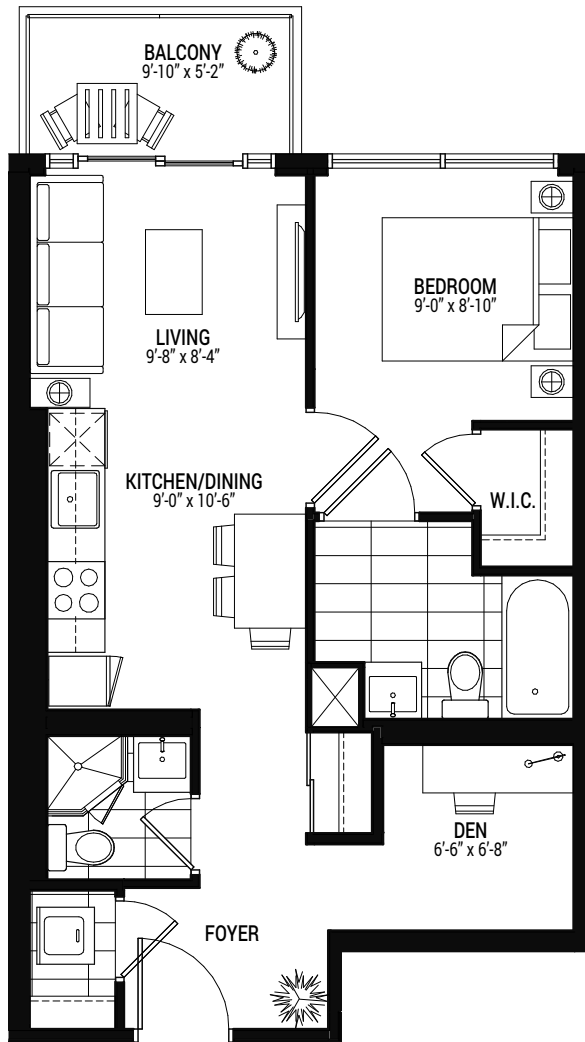 BALCONY
9'-10" x 5'-2"
BEDROOM
9'-0" x 8'-10"
LIVING
9'-8" x 8'-4"
KITCHEN/DINING
9'-0" x 10'-6"
W.I.C.
DEN
6'-6" x 6'-8"
FOYER